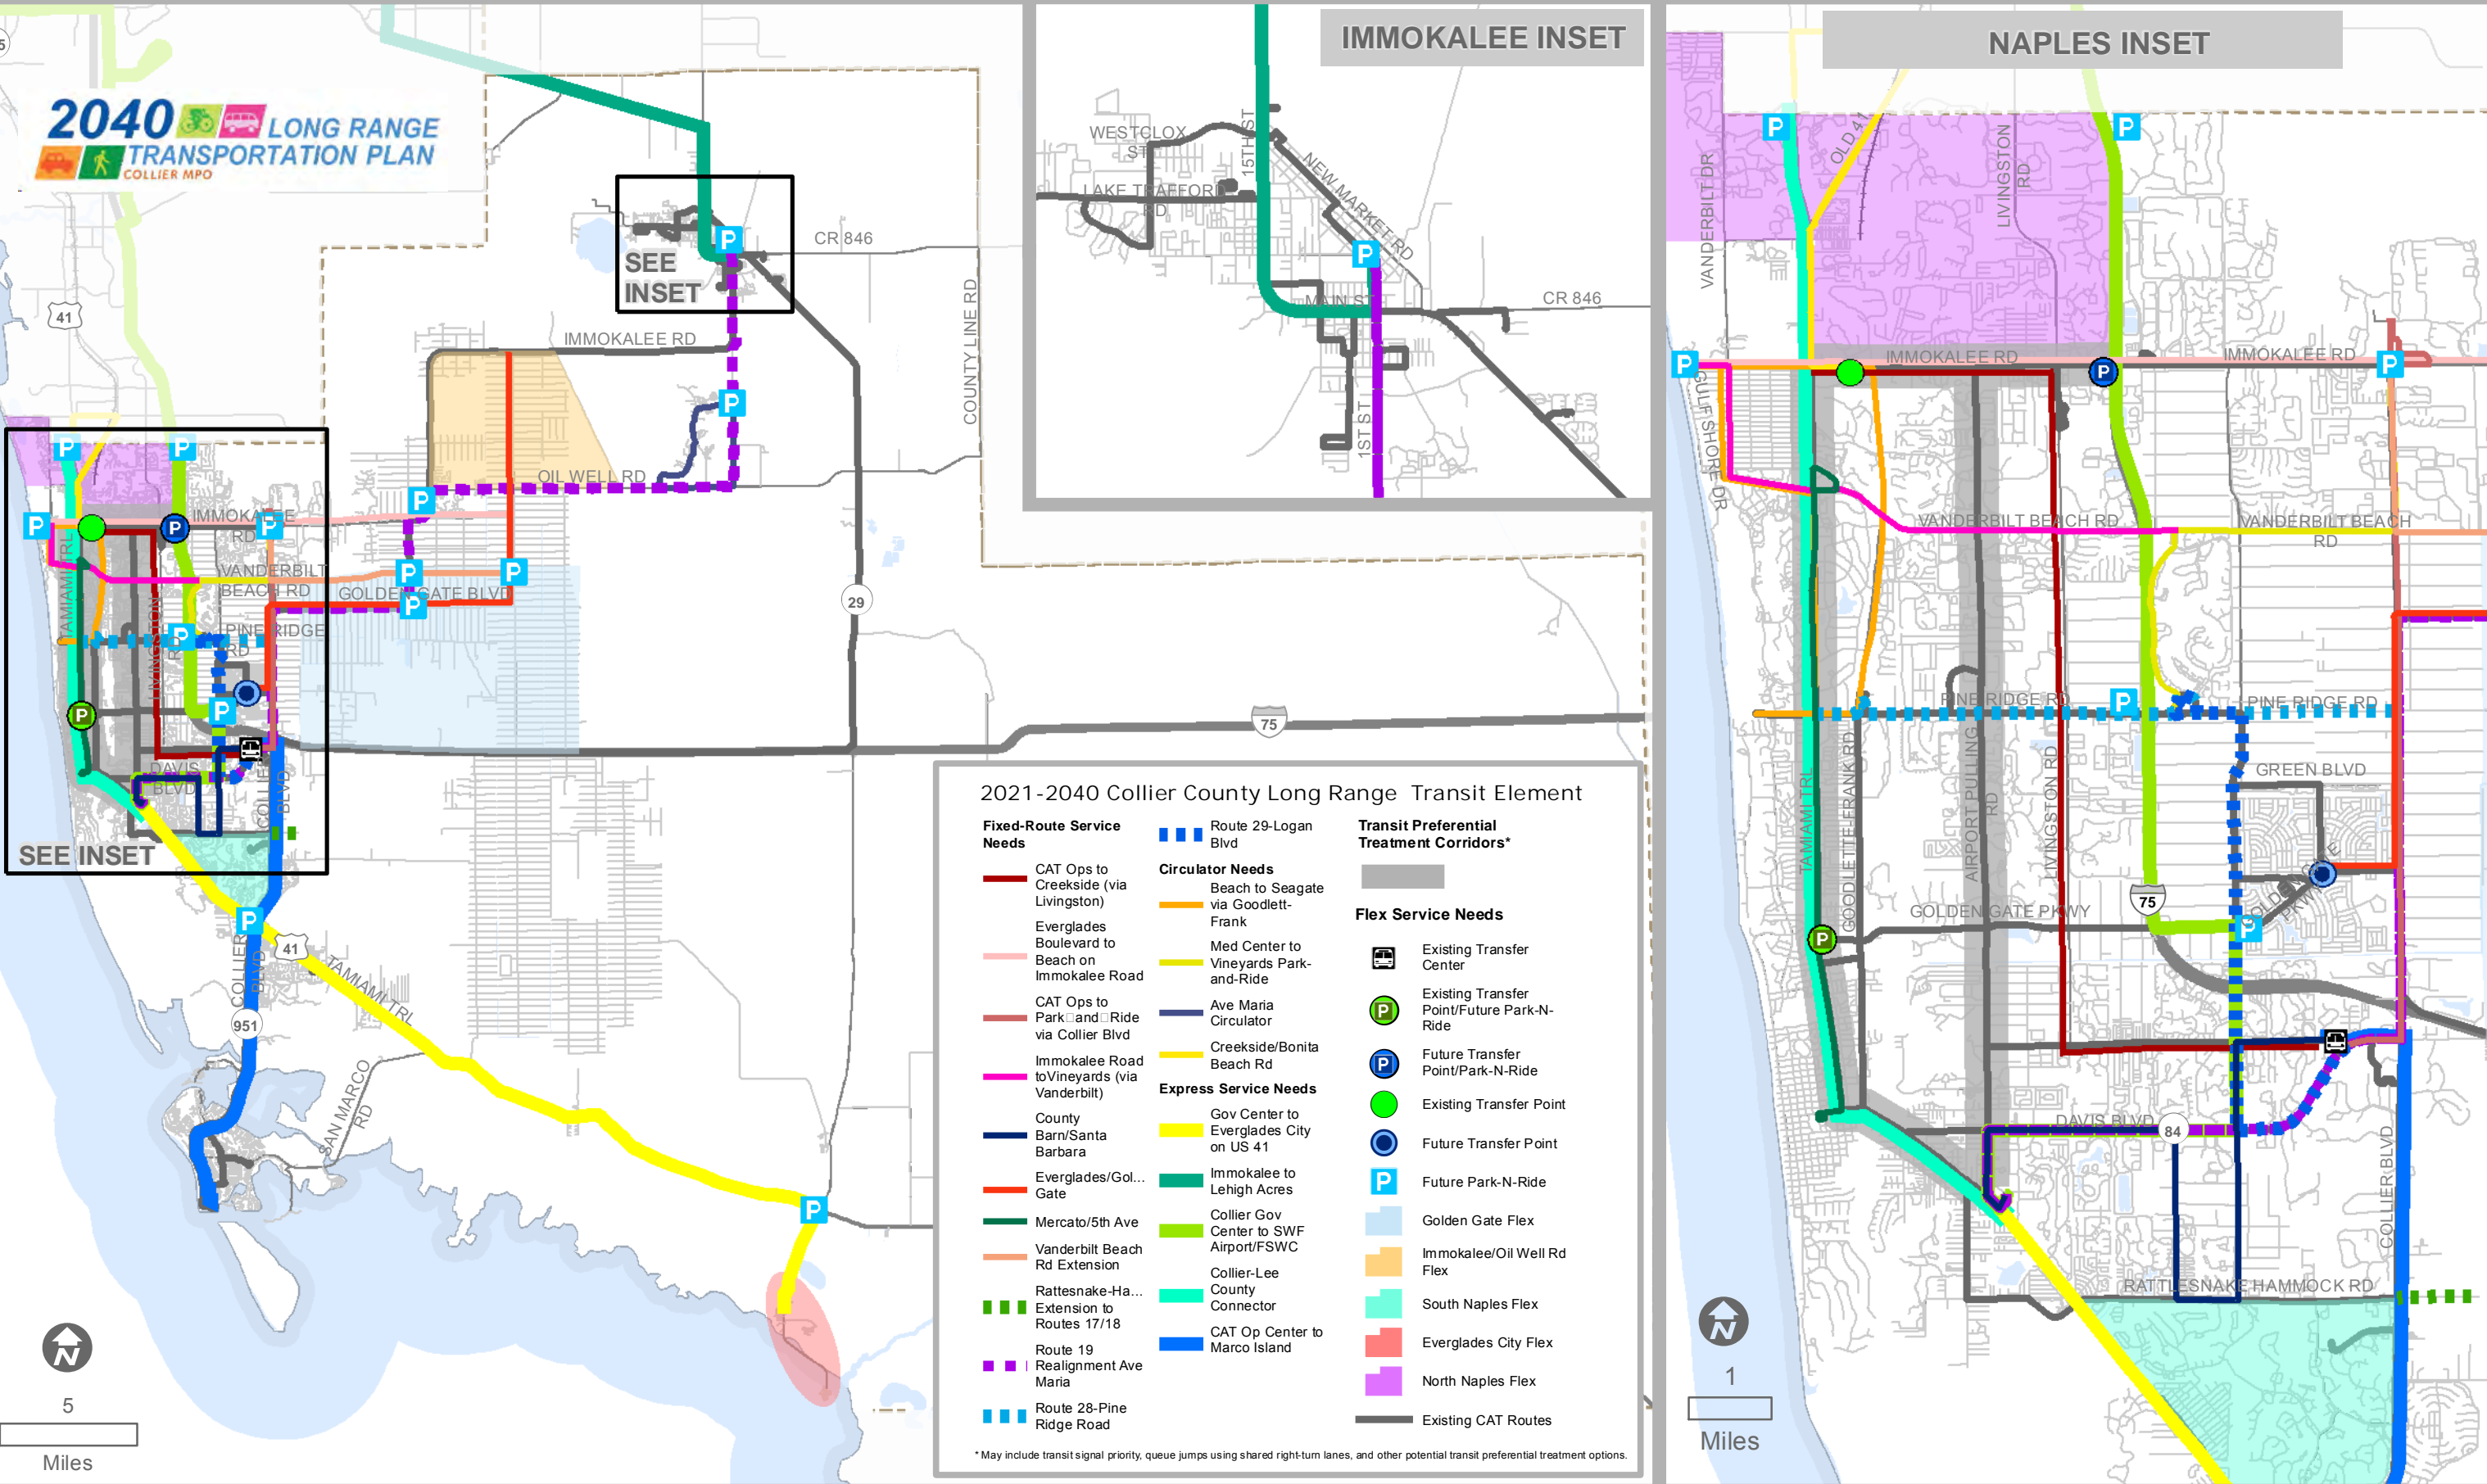 2040 LONG RANGE
TRANSPORTATION PLAN
COLLIER MPO
5
41
SEE
INSET
CR 846
IMMOKALEE RD
COUNTY LINE RD
OIL WELL RD
IMMOKALEE
RD
TAMIAMI TRL
VANDERBILT
BEACH RD
GOLDEN GATE BLVD
LIVINGSTON
RD
PINE RIDGE
RD
29
75
DAVIS
BLVD
COLLIER
BLVD
SEE INSET
41
TAMIAMI TRL
COLLIER
BLVD
951
SAN MARCO
RD
N
5
Miles
IMMOKALEE INSET
WESTCLOX
ST
15TH ST
NEW MARKET RD
LAKE TRAFFORD
RD
MAIN ST
CR 846
1ST ST
NAPLES INSET
VANDERBILT DR
OLD 41
LIVINGSTON
RD
IMMOKALEE RD
IMMOKALEE RD
GULFSHORE DR
VANDERBILT BEACH RD
VANDERBILT BEACH
RD
PINE RIDGE RD
PINE RIDGE RD
TAMIAMI TRL
GOODLETTE-FRANK RD
AIRPORT PULLING
RD
LIVINGSTON RD
GREEN BLVD
GOLDEN GATE
PKWY
GOLDEN GATE PKWY
75
DAVIS BLVD
84
COLLIER BLVD
RATTLESNAKE HAMMOCK RD
N
1
Miles
2021-2040 Collier County Long Range Transit Element
Fixed-Route Service
Needs
CAT Ops to
Creekside (via
Livingston)
Everglades
Boulevard to
Beach on
Immokalee Road
CAT Ops to
Park□and□Ride
via Collier Blvd
Immokalee Road
toVineyards (via
Vanderbilt)
County
Barn/Santa
Barbara
Everglades/Gol...
Gate
Mercato/5th Ave
Vanderbilt Beach
Rd Extension
Rattesnake-Ha...
Extension to
Routes 17/18
Route 19
Realignment Ave
Maria
Route 28-Pine
Ridge Road
Route 29-Logan
Blvd
Circulator Needs
Beach to Seagate
via Goodlett-
Frank
Med Center to
Vineyards Park-
and-Ride
Ave Maria
Circulator
Creekside/Bonita
Beach Rd
Express Service Needs
Gov Center to
Everglades City
on US 41
Immokalee to
Lehigh Acres
Collier Gov
Center to SWF
Airport/FSWC
Collier-Lee
County
Connector
CAT Op Center to
Marco Island
Transit Preferential
Treatment Corridors*
Flex Service Needs
Existing Transfer
Center
Existing Transfer
Point/Future Park-N-
Ride
Future Transfer
Point/Park-N-Ride
Existing Transfer Point
Future Transfer Point
Future Park-N-Ride
Golden Gate Flex
Immokalee/Oil Well Rd
Flex
South Naples Flex
Everglades City Flex
North Naples Flex
Existing CAT Routes
* May include transit signal priority, queue jumps using shared right-turn lanes, and other potential transit preferential treatment options.